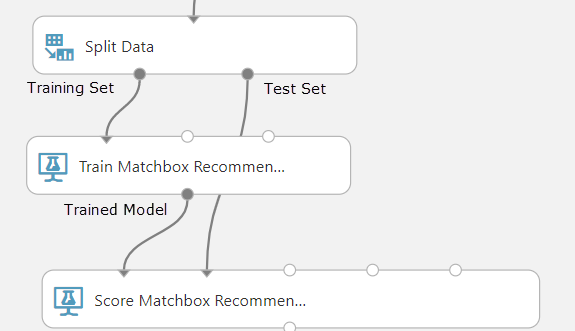 Split Data
Training Set
Test Set
Train Matchbox Recommen...
Trained Model
Score Matchbox Recommen...